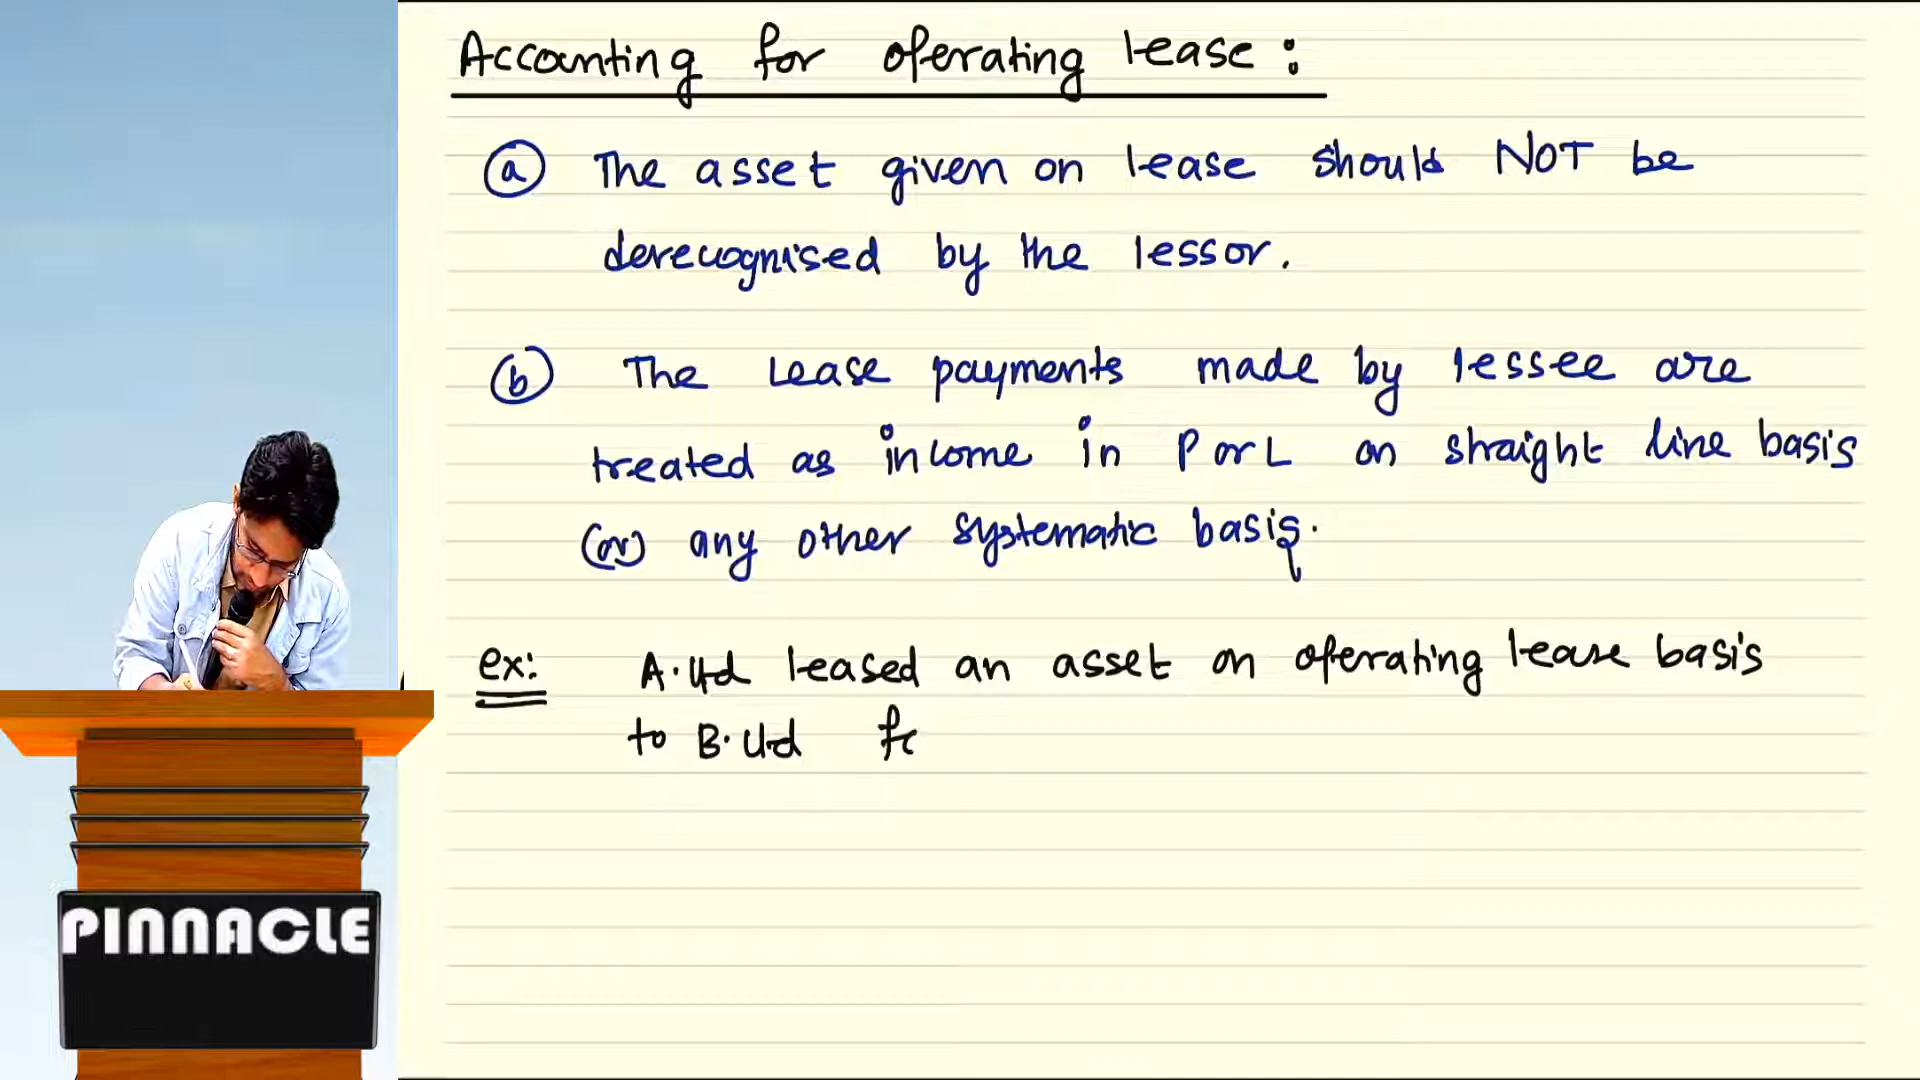 Accounting for operating lease :
(a) The asset given on lease should NOT be
derecognised by the lessor.
(b) The Lease payments made by lessee are
treated as income in P or L on straight line basis
(or) any other systematic basis.
ex: A.Ltd leased an asset on operating lease basis
to B.Ltd fo
PINNACLE